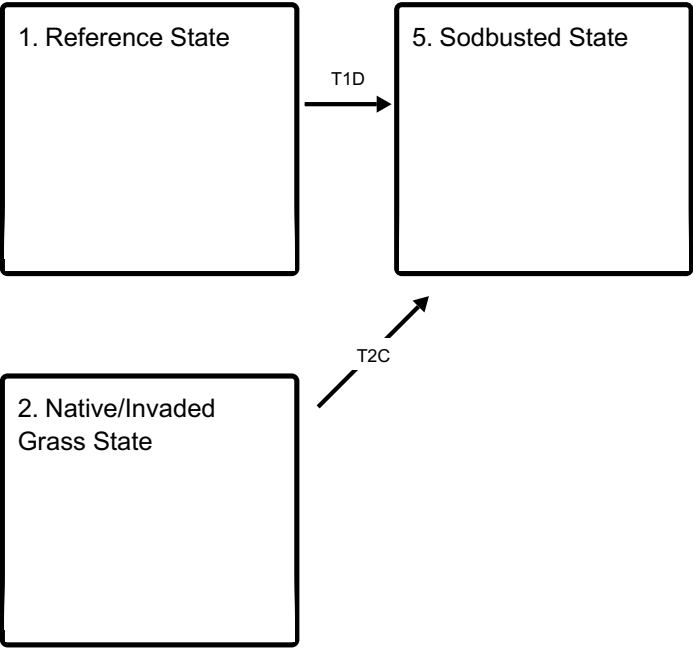 1. Reference State
T1D
5. Sodbusted State
T2C
2. Native/Invaded
Grass State